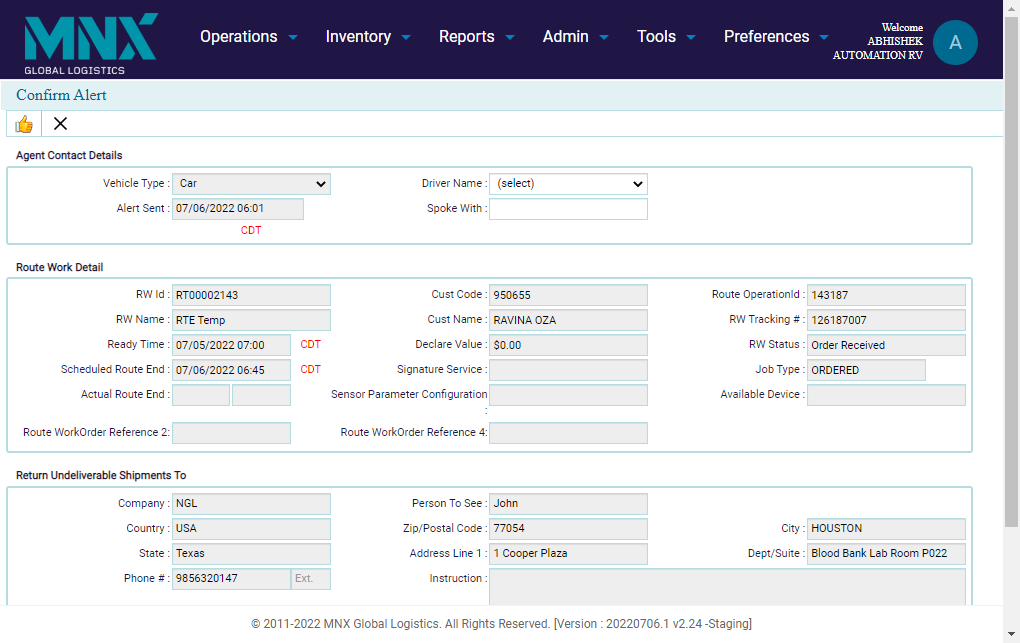 MNX
GLOBAL LOGISTICS
Operations Inventory Reports Admin Tools Preferences
Welcome
ABHISHEK
AUTOMATION RV
A
Confirm Alert
Agent Contact Details
Vehicle Type : Car Driver Name : (select)
Alert Sent : 07/06/2022 06:01 Spoke With :
CDT
Route Work Detail
RW Id : RT00002143 Cust Code : 950655 Route OperationId : 143187
RW Name : RTE Temp Cust Name : RAVINA OZA RW Tracking # : 126187007
Ready Time : 07/05/2022 07:00 CDT Declare Value : $0.00 RW Status : Order Received
Scheduled Route End : 07/06/2022 06:45 CDT Signature Service : Job Type : ORDERED
Actual Route End : Sensor Parameter Configuration : Available Device :
Route WorkOrder Reference 2: Route WorkOrder Reference 4:
Return Undeliverable Shipments To
Company : NGL Person To See : John
Country : USA Zip/Postal Code : 77054 City : HOUSTON
State : Texas Address Line 1 : 1 Cooper Plaza Dept/Suite : Blood Bank Lab Room P022
Phone # : 9856320147 Ext. Instruction :
© 2011-2022 MNX Global Logistics. All Rights Reserved. [Version : 20220706.1 v2.24 -Staging]